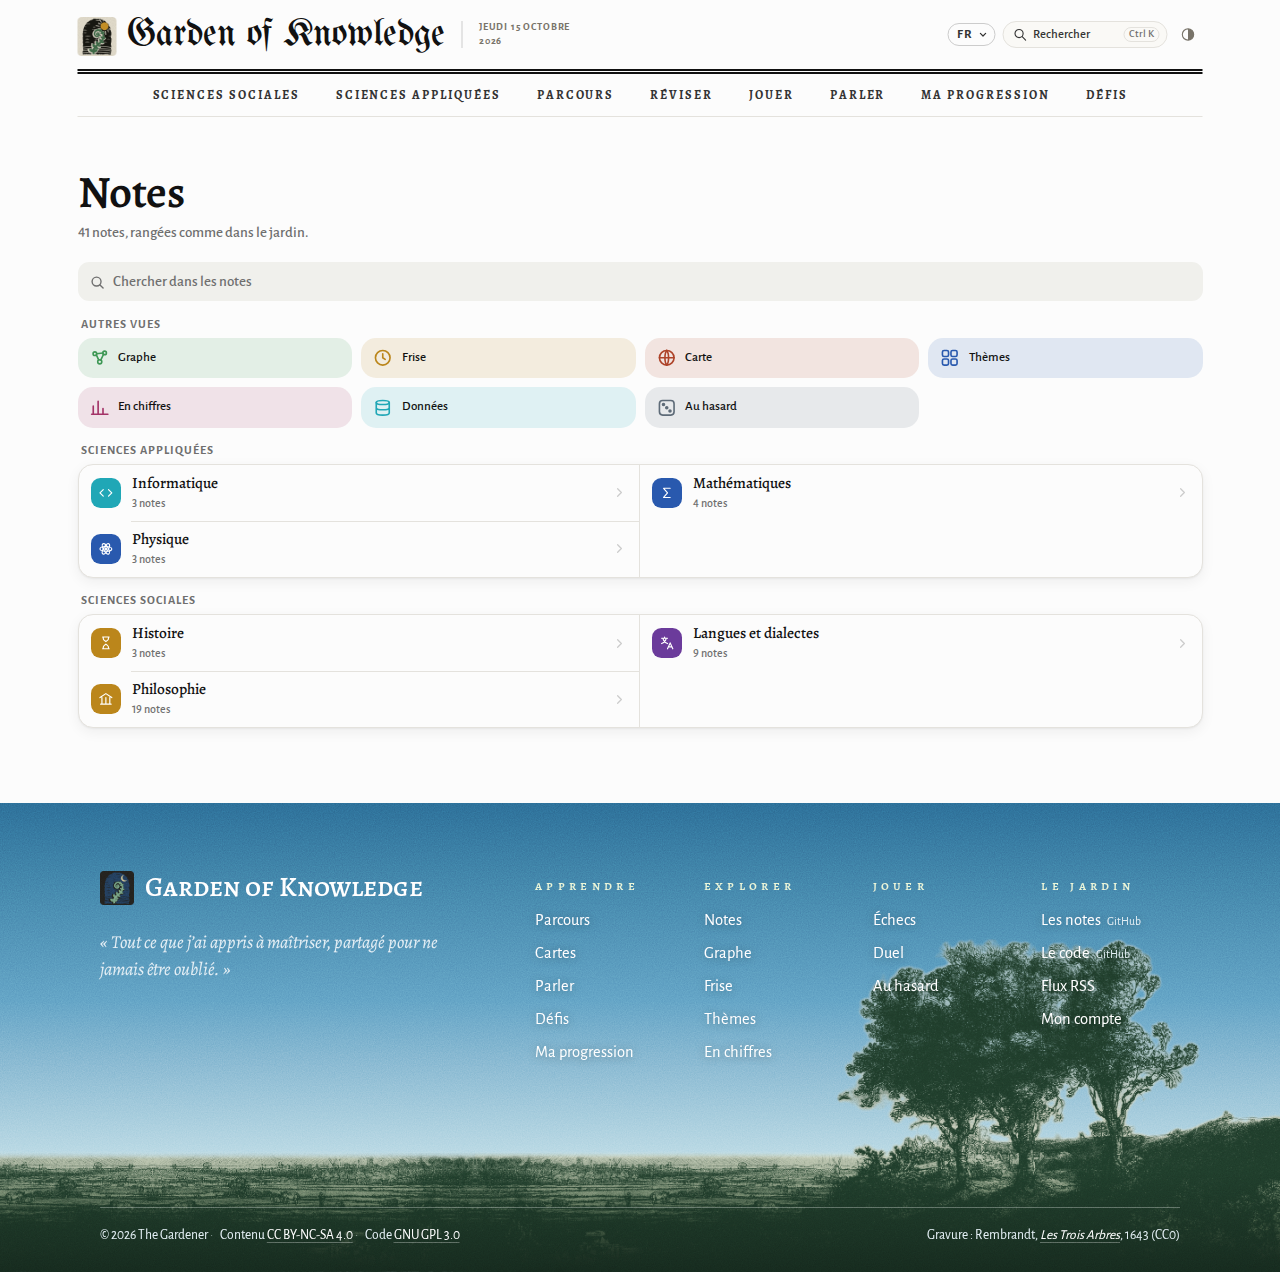 Garden of Knowledge
JEUDI 15 OCTOBRE
2026
FR
Rechercher
Ctrl K
SCIENCES SOCIALES
SCIENCES APPLIQUÉES
PARCOURS
RÉVISER
JOUER
PARLER
MA PROGRESSION
DÉFIS
Notes
41 notes, rangées comme dans le jardin.
Chercher dans les notes
AUTRES VUES
Graphe
Frise
Carte
Thèmes
En chiffres
Données
Au hasard
SCIENCES APPLIQUÉES
Informatique
3 notes
Mathématiques
4 notes
Physique
3 notes
SCIENCES SOCIALES
Histoire
3 notes
Langues et dialectes
9 notes
Philosophie
19 notes
GARDEN OF KNOWLEDGE
« Tout ce que j'ai appris à maîtriser, partagé pour ne
jamais être oublié. »
APPRENDRE
Parcours
Cartes
Parler
Défis
Ma progression
EXPLORER
Notes
Graphe
Frise
Thèmes
En chiffres
JOUER
Échecs
Duel
Au hasard
LE JARDIN
Les notes GitHub
Le code GitHub
Flux RSS
Mon compte
© 2026 The Gardener · Contenu CC BY-NC-SA 4.0 · Code GNU GPL 3.0
Gravure : Rembrandt, Les Trois Arbres, 1643 (CC0)